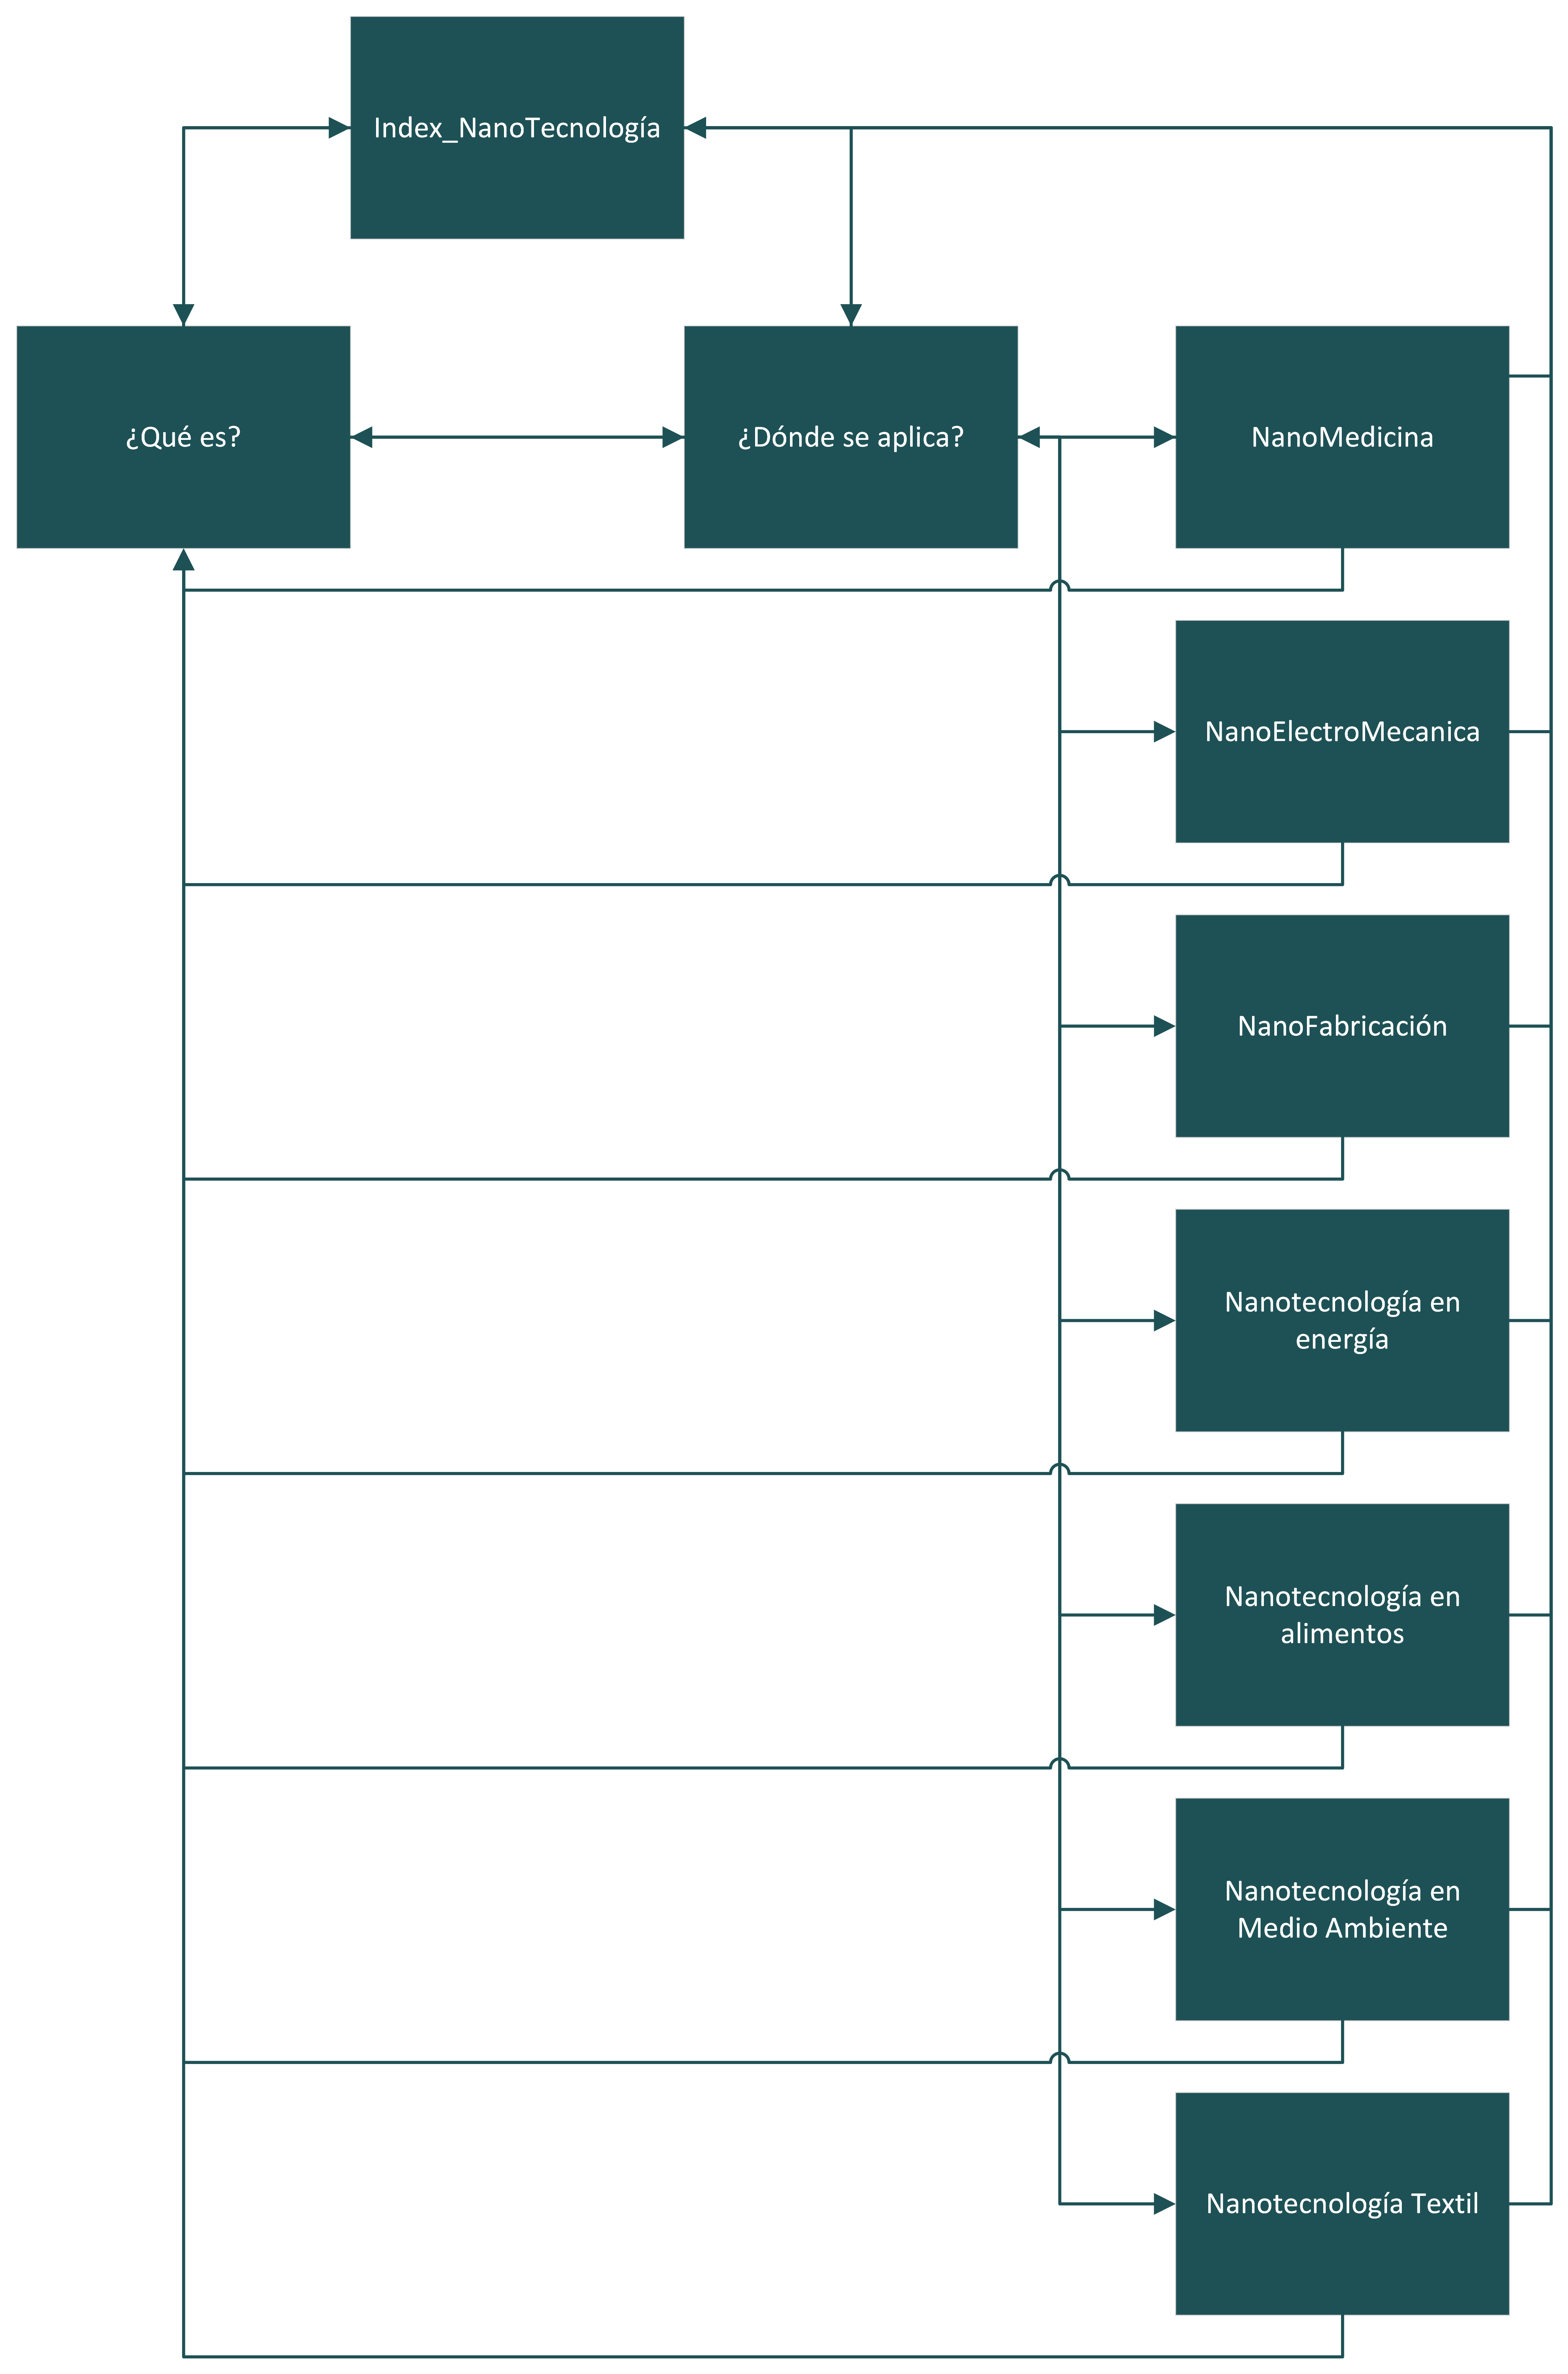 Index_NanoTecnología
¿Qué es?
¿Dónde se aplica?
NanoMedicina
NanoElectroMecanica
NanoFabricación
Nanotecnología en
energía
Nanotecnología en
alimentos
Nanotecnología en
Medio Ambiente
Nanotecnología Textil